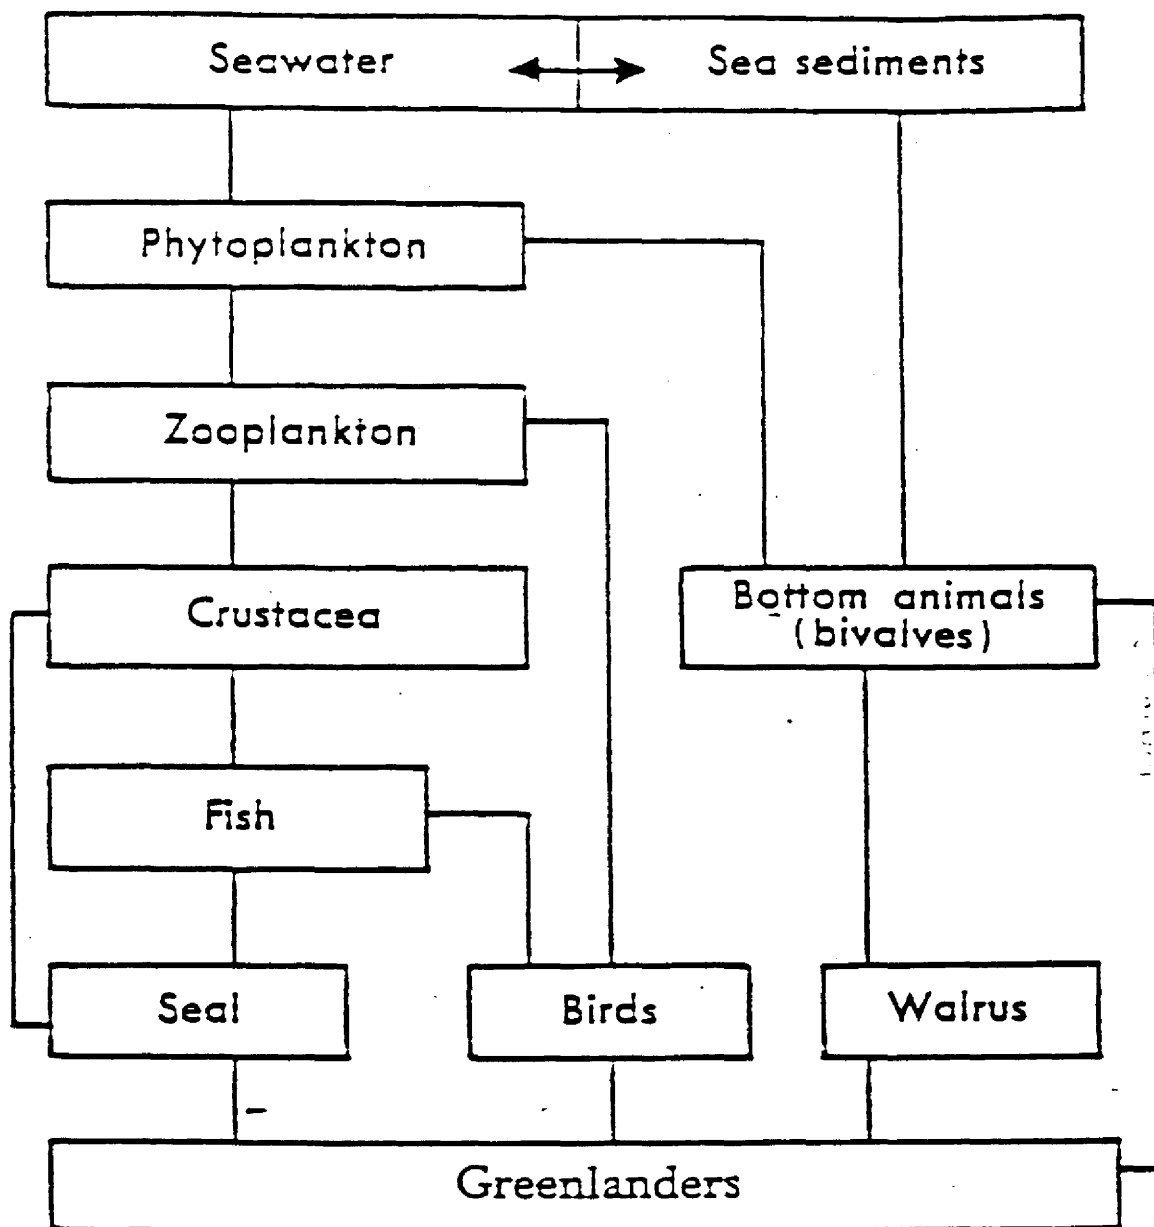 Seawater
Sea sediments
Phytoplankton
Zooplankton
Crustacea
Bottom animals
(bivalves)
Fish
Seal
Birds
Walrus
Greenlanders